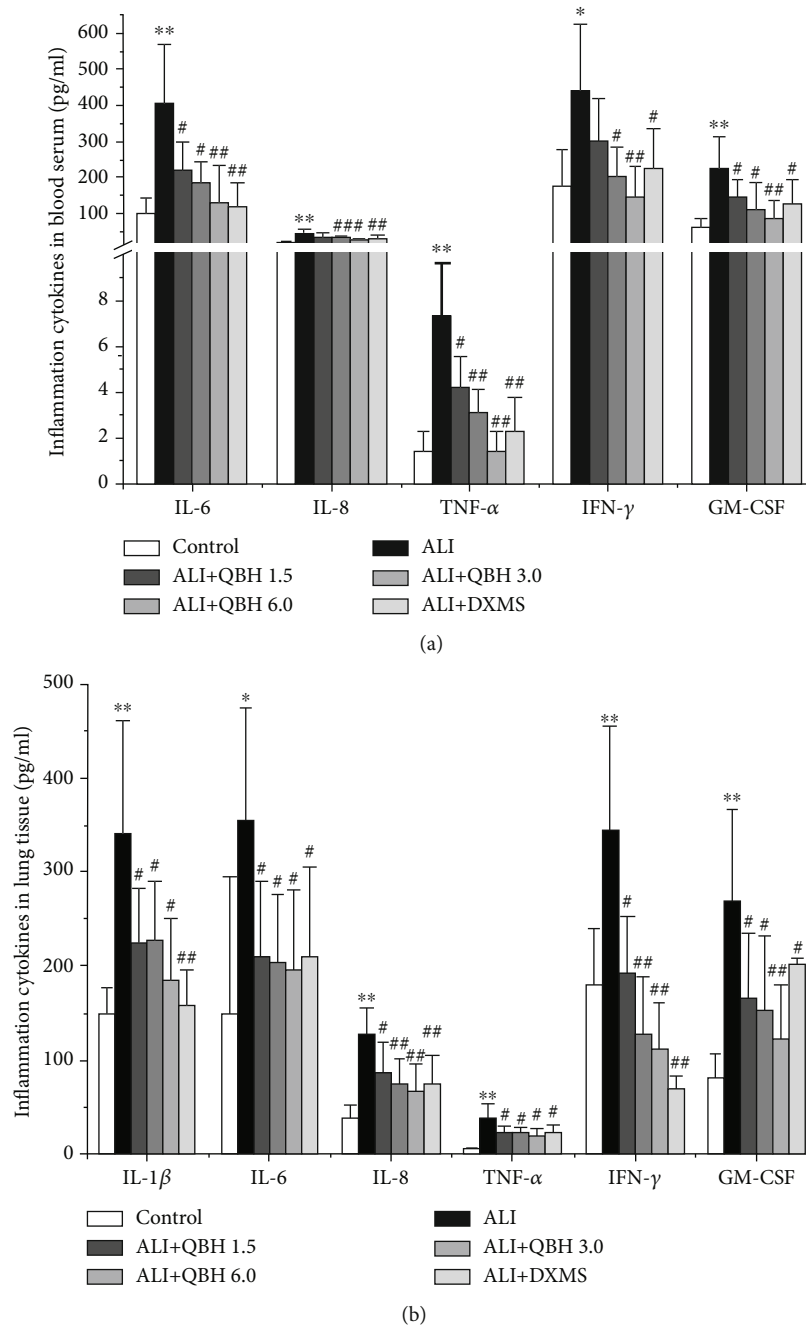 Inflammation cytokines in blood serum (pg/ml)
600
500
400
300
200
100
8
6
4
2
0
** # # ## ##
** ### ##
** # ## ## ##
* # ## #
** # # ## #
IL-6 IL-8 TNF-α IFN-γ GM-CSF
Control ALI
ALI+QBH 1.5 ALI+QBH 3.0
ALI+QBH 6.0 ALI+DXMS
(a)
Inflammation cytokines in lung tissue (pg/ml)
500
400
300
200
100
0
** # # # ##
* # # # #
** # ## ## ##
** # # # #
** # ## ## ##
** # # ## #
IL-1β IL-6 IL-8 TNF-α IFN-γ GM-CSF
Control ALI
ALI+QBH 1.5 ALI+QBH 3.0
ALI+QBH 6.0 ALI+DXMS
(b)